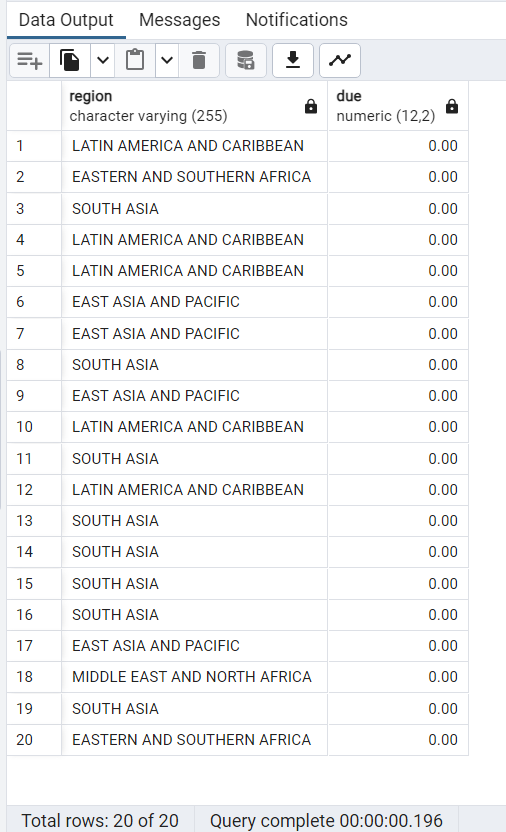 Data Output Messages Notifications
region due
character varying (255) numeric (12,2)
1 LATIN AMERICA AND CARIBBEAN 0.00
2 EASTERN AND SOUTHERN AFRICA 0.00
3 SOUTH ASIA 0.00
4 LATIN AMERICA AND CARIBBEAN 0.00
5 LATIN AMERICA AND CARIBBEAN 0.00
6 EAST ASIA AND PACIFIC 0.00
7 EAST ASIA AND PACIFIC 0.00
8 SOUTH ASIA 0.00
9 EAST ASIA AND PACIFIC 0.00
10 LATIN AMERICA AND CARIBBEAN 0.00
11 SOUTH ASIA 0.00
12 LATIN AMERICA AND CARIBBEAN 0.00
13 SOUTH ASIA 0.00
14 SOUTH ASIA 0.00
15 SOUTH ASIA 0.00
16 SOUTH ASIA 0.00
17 EAST ASIA AND PACIFIC 0.00
18 MIDDLE EAST AND NORTH AFRICA 0.00
19 SOUTH ASIA 0.00
20 EASTERN AND SOUTHERN AFRICA 0.00
Total rows: 20 of 20 Query complete 00:00:00.196